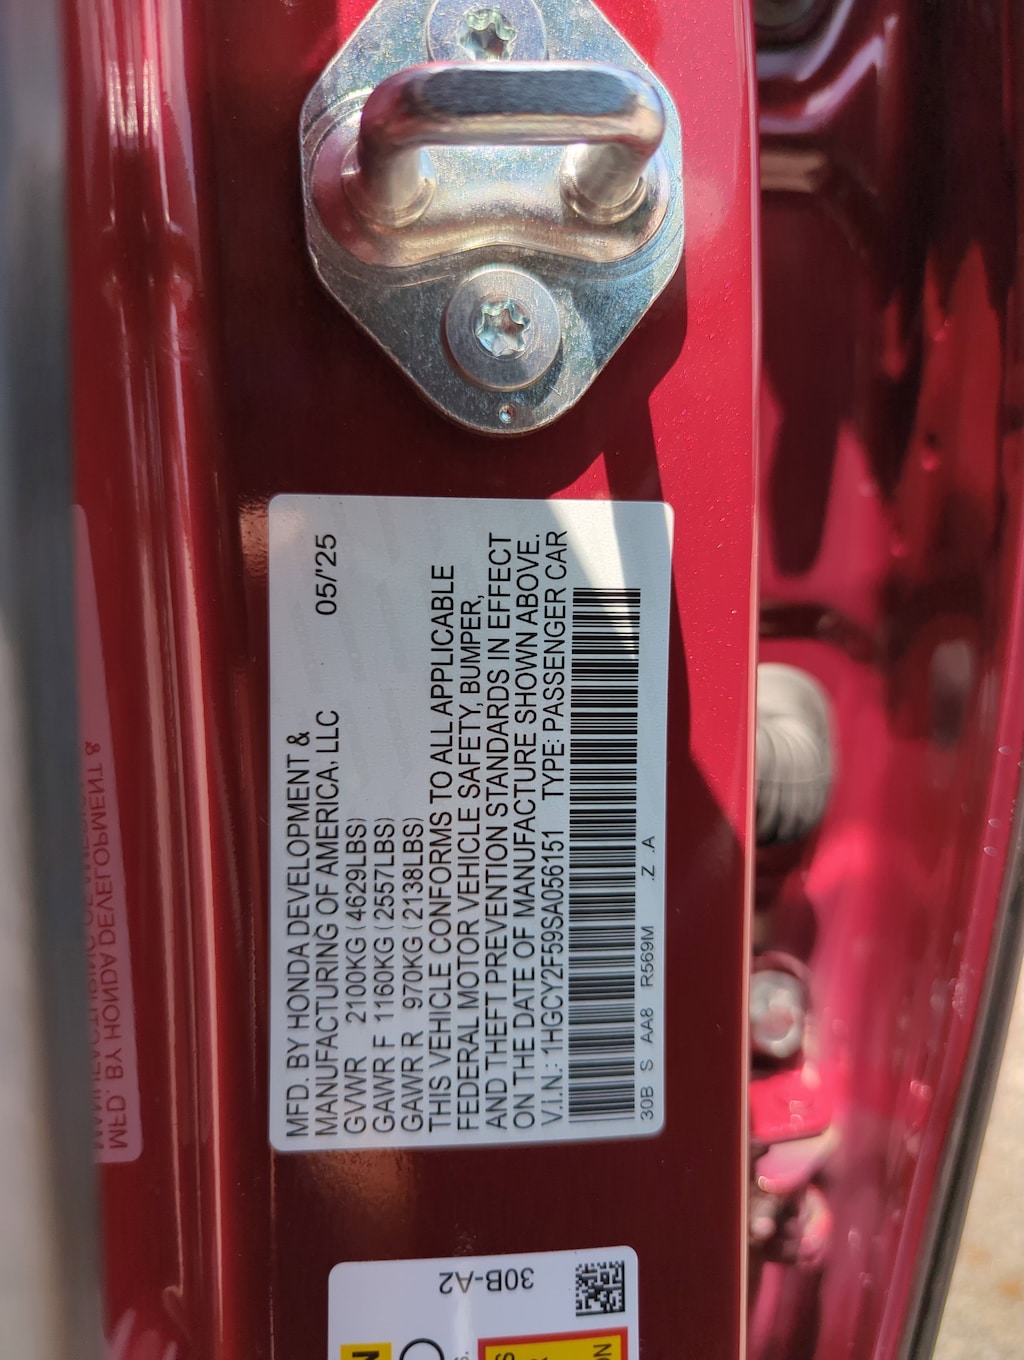 MFD. BY HONDA DEVELOPMENT &
MANUFACTURING OF AMERICA, LLC 05/'25
GVWR 2100KG (4629LBS)
GAWR F 1160KG (2557LBS)
GAWR R 970KG (2138LBS)
THIS VEHICLE CONFORMS TO ALL APPLICABLE
FEDERAL MOTOR VEHICLE SAFETY, BUMPER,
AND THEFT PREVENTION STANDARDS IN EFFECT
ON THE DATE OF MANUFACTURE SHOWN ABOVE.
V.I.N.: 1HGCY2F59SA056151 TYPE: PASSENGER CAR
30B S AA8 R569M .Z .A
30B-A2